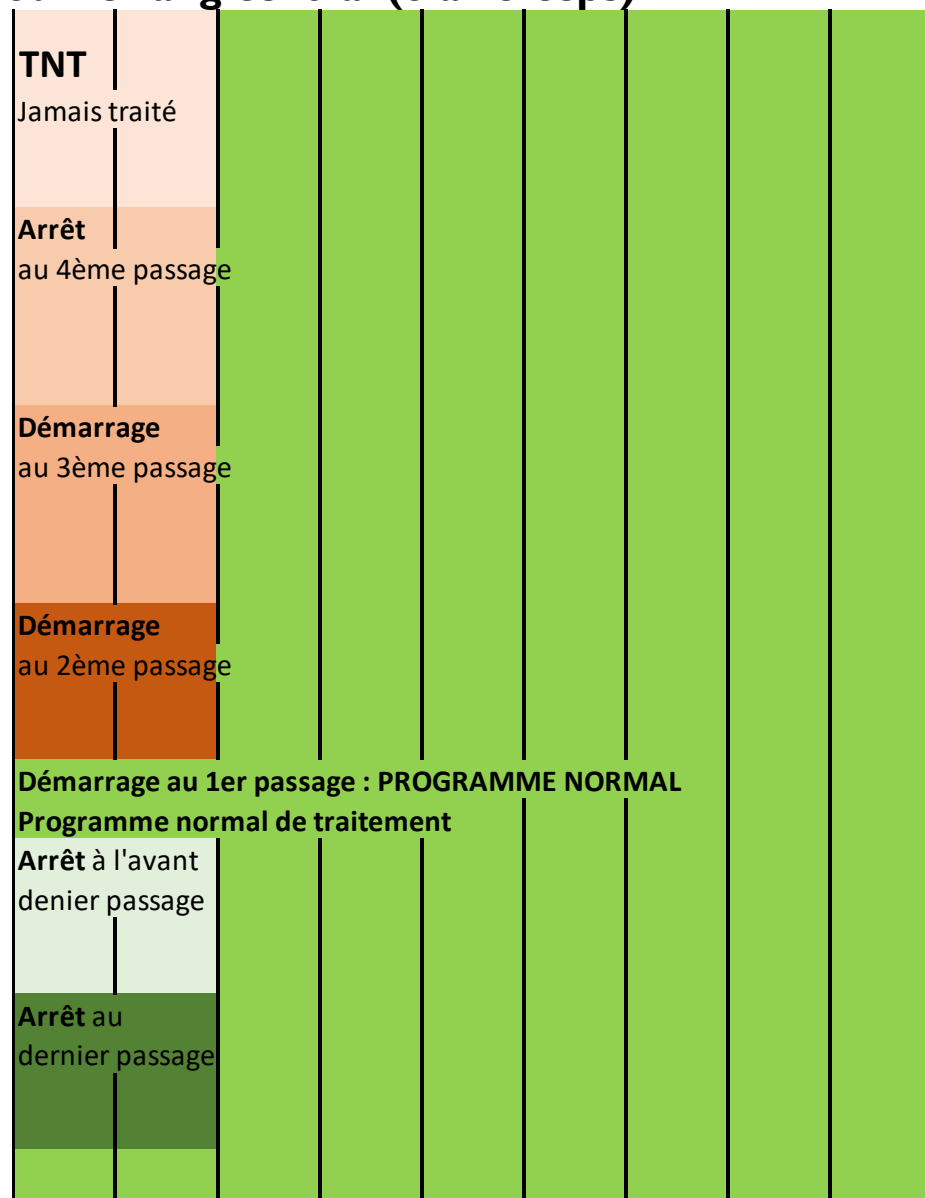 TNT
Jamais traité
Arrêt
au 4ème passage
Démarrage
au 3ème passage
Démarrage
au 2ème passage
Démarrage au 1er passage : PROGRAMME NORMAL
Programme normal de traitement
Arrêt à l'avant
denier passage
Arrêt au
dernier passage